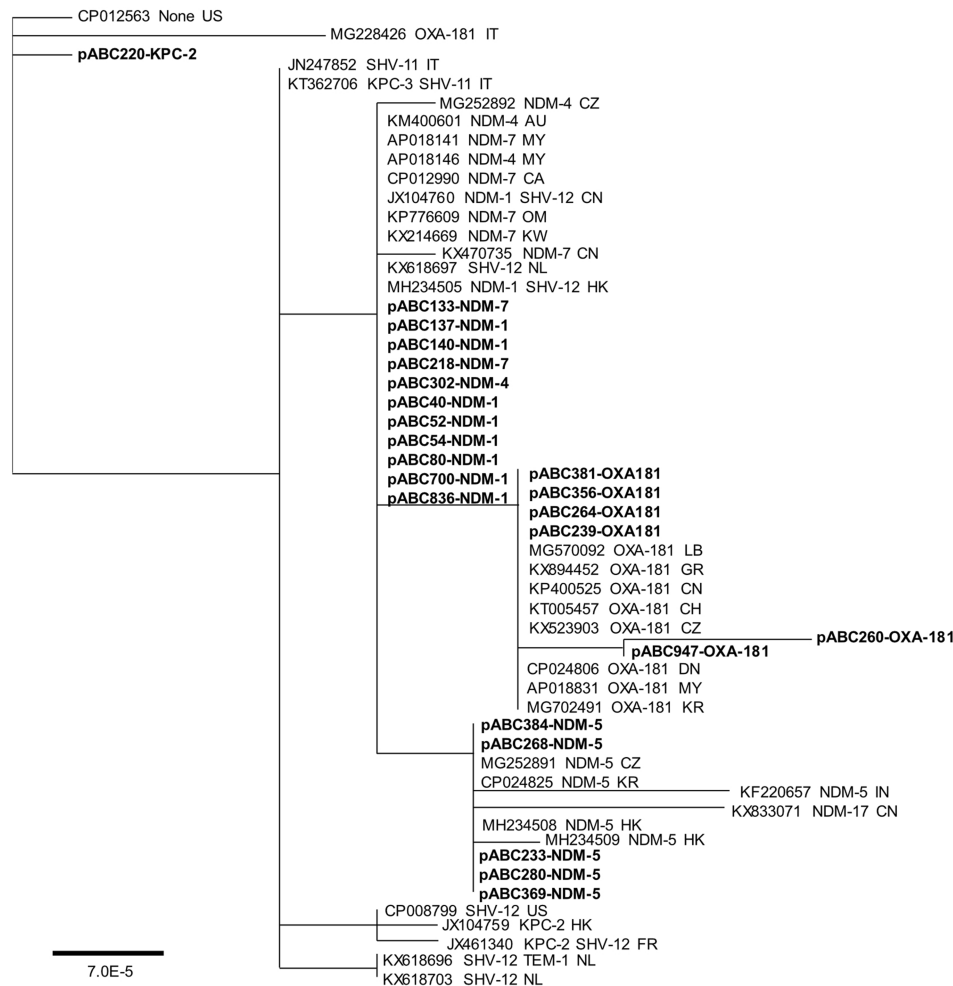 CP012563 None US
MG228426 OXA-181 IT
pABC220-KPC-2
JN247852 SHV-11 IT
KT362706 KPC-3 SHV-11 IT
MG252892 NDM-4 CZ
KM400601 NDM-4 AU
AP018141 NDM-7 MY
AP018146 NDM-4 MY
CP012990 NDM-7 CA
JX104760 NDM-1 SHV-12 CN
KP776609 NDM-7 OM
KX214669 NDM-7 KW
KX470735 NDM-7 CN
KX618697 SHV-12 NL
MH234505 NDM-1 SHV-12 HK
pABC133-NDM-7
pABC137-NDM-1
pABC140-NDM-1
pABC218-NDM-7
pABC302-NDM-4
pABC40-NDM-1
pABC52-NDM-1
pABC54-NDM-1
pABC80-NDM-1
pABC700-NDM-1
pABC836-NDM-1
pABC381-OXA181
pABC356-OXA181
pABC264-OXA181
pABC239-OXA181
MG570092 OXA-181 LB
KX894452 OXA-181 GR
KP400525 OXA-181 CN
KT005457 OXA-181 CH
KX523903 OXA-181 CZ
pABC260-OXA-181
pABC947-OXA-181
CP024806 OXA-181 DN
AP018831 OXA-181 MY
MG702491 OXA-181 KR
pABC384-NDM-5
pABC268-NDM-5
MG252891 NDM-5 CZ
CP024825 NDM-5 KR
KF220657 NDM-5 IN
KX833071 NDM-17 CN
MH234508 NDM-5 HK
MH234509 NDM-5 HK
pABC233-NDM-5
pABC280-NDM-5
pABC369-NDM-5
CP008799 SHV-12 US
JX104759 KPC-2 HK
JX461340 KPC-2 SHV-12 FR
KX618696 SHV-12 TEM-1 NL
KX618703 SHV-12 NL
7.0E-5